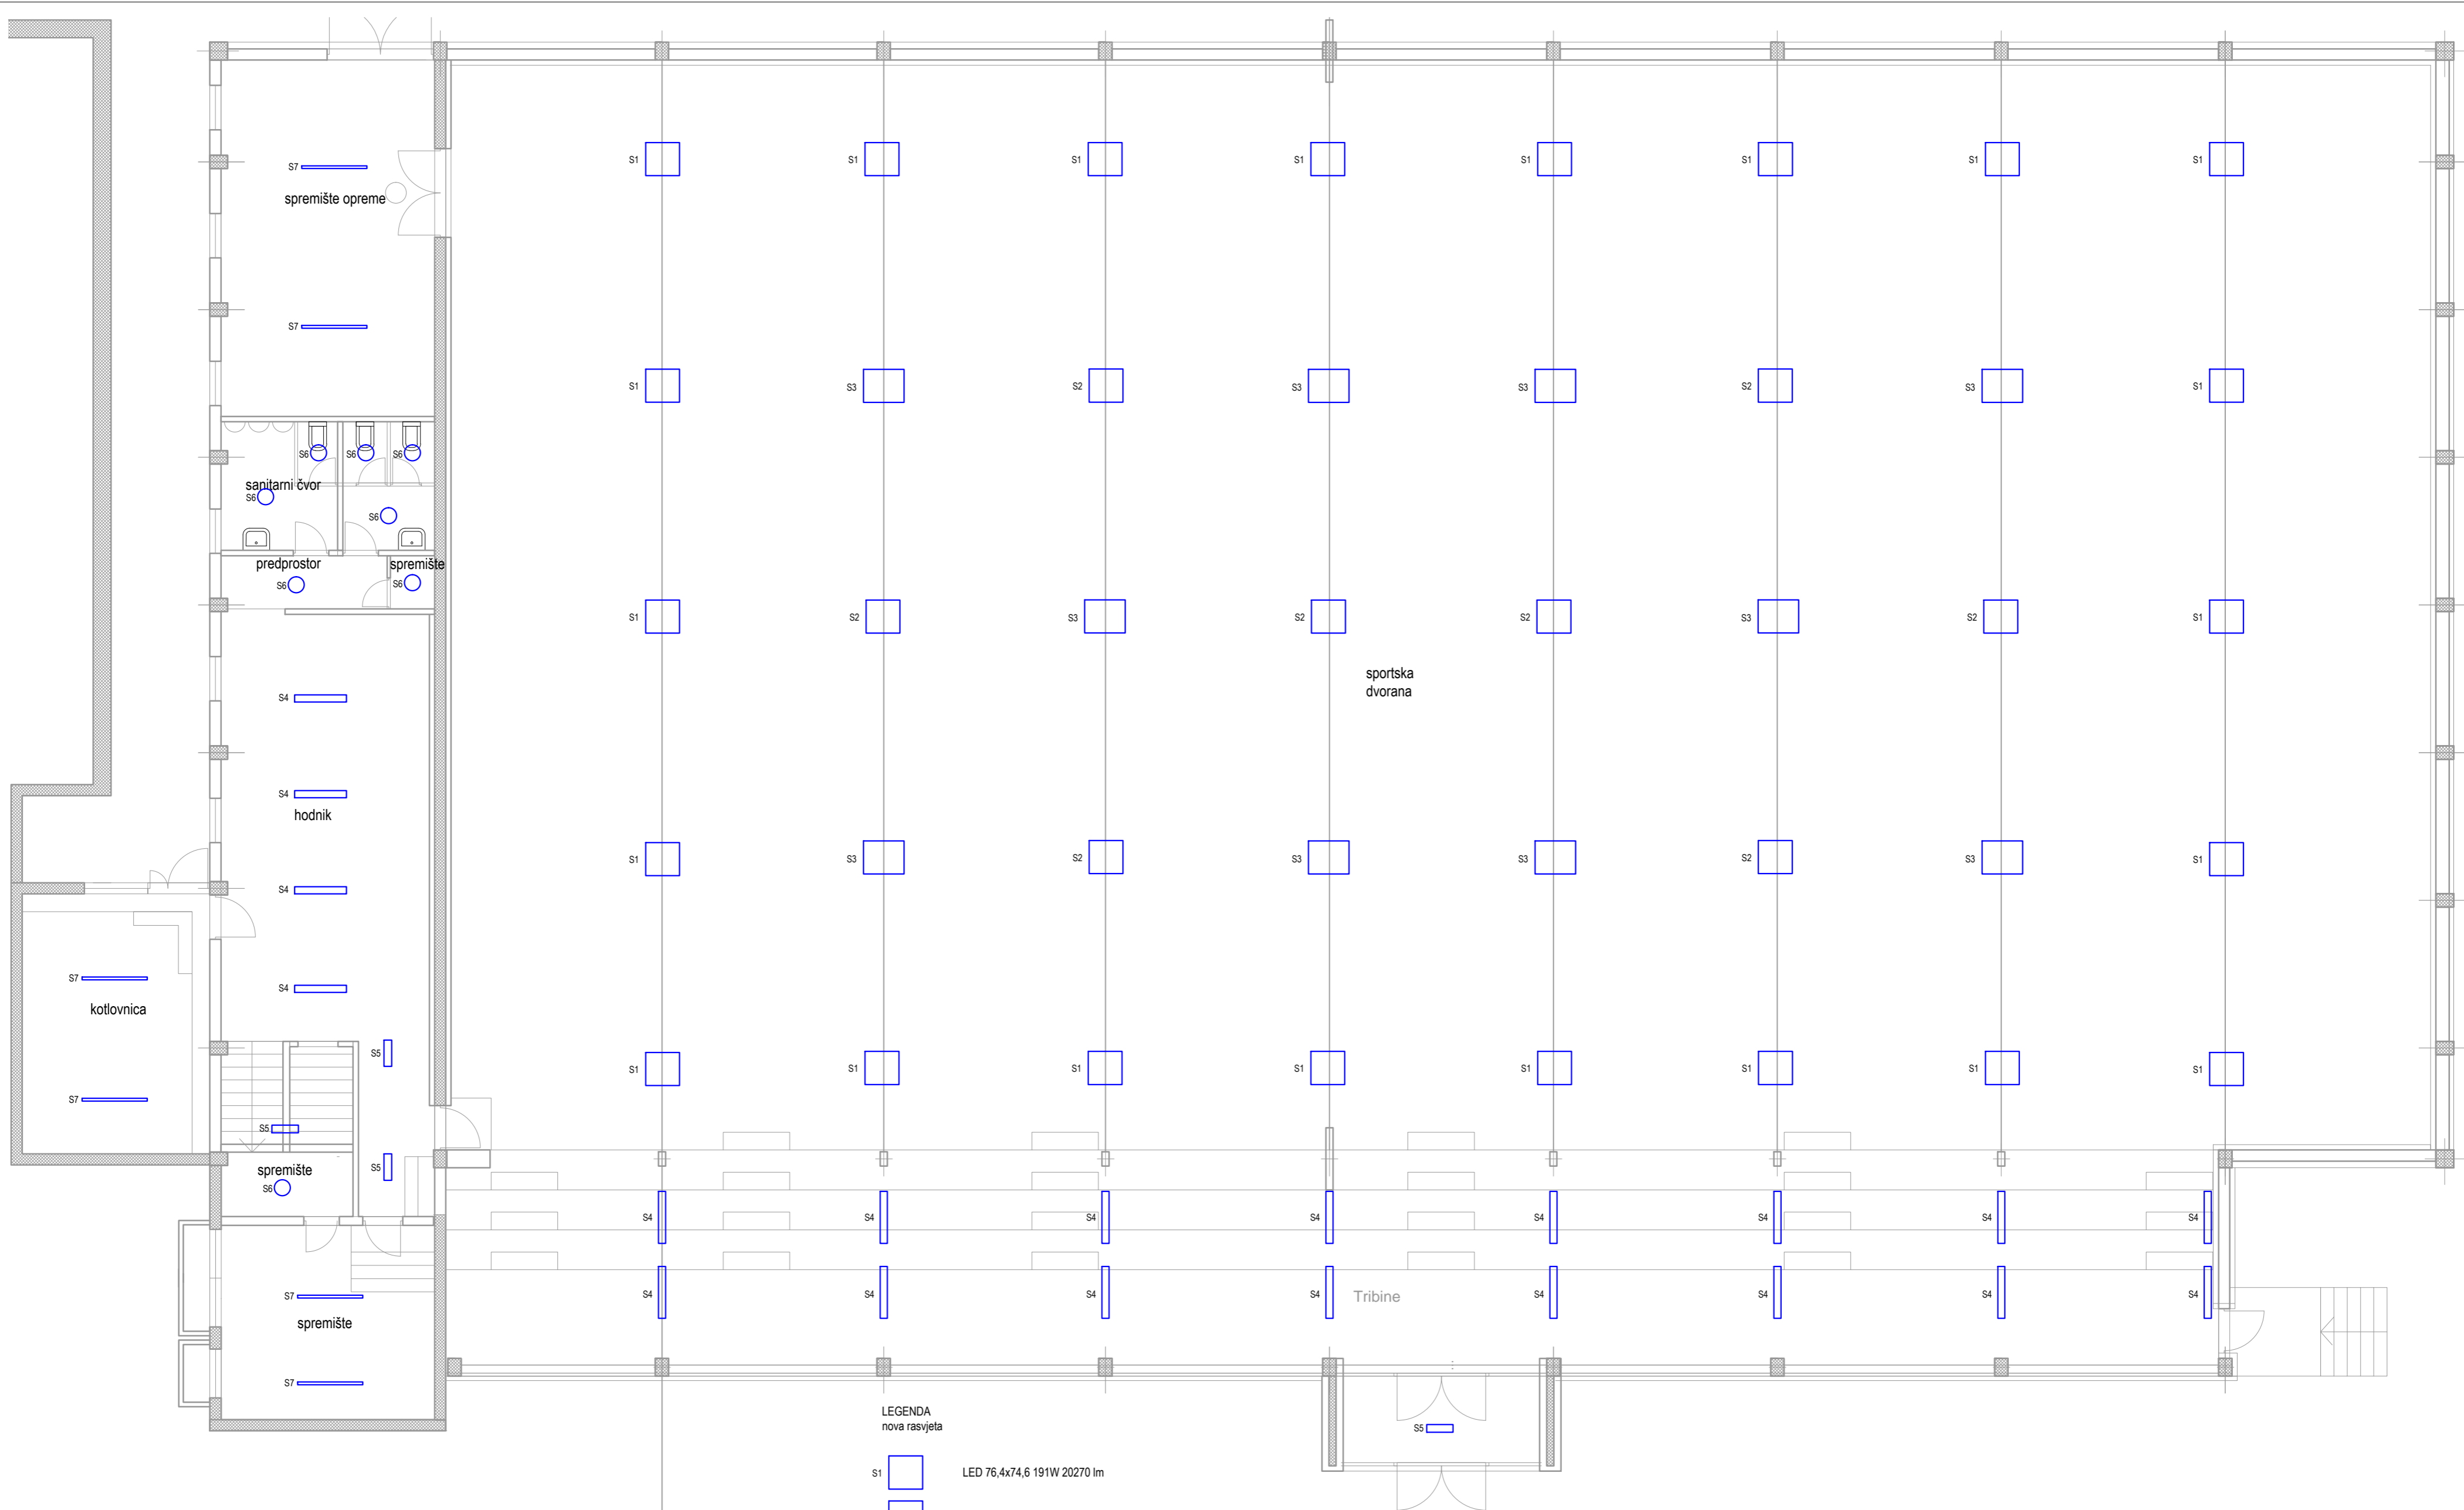 S1 S1 S1 S1 S1 S1 S1 S1
S7
spremište opreme
S7
S1 S3 S2 S3 S3 S2 S3 S1
S6 S6 S6
sanitarni čvor
S6
S6
predprostor spremište
S6 S6
S1 S2 S3 S2 S2 S3 S2 S1
sportska
dvorana
S4
S4
hodnik
S1 S3 S2 S3 S3 S2 S3 S1
S4
S7
S4
kotlovnica
S5
S1 S1 S1 S1 S1 S1 S1 S1
S7
S5
S5
spremište
S6
S4 S4 S4 S4 S4 S4 S4 S4
S7
S4 S4 S4 S4 S4 S4 S4 S4
Tribine
spremište
S7
LEGENDA
nova rasvjeta
S5
S1 LED 76,4x74,6 191W 20270 lm